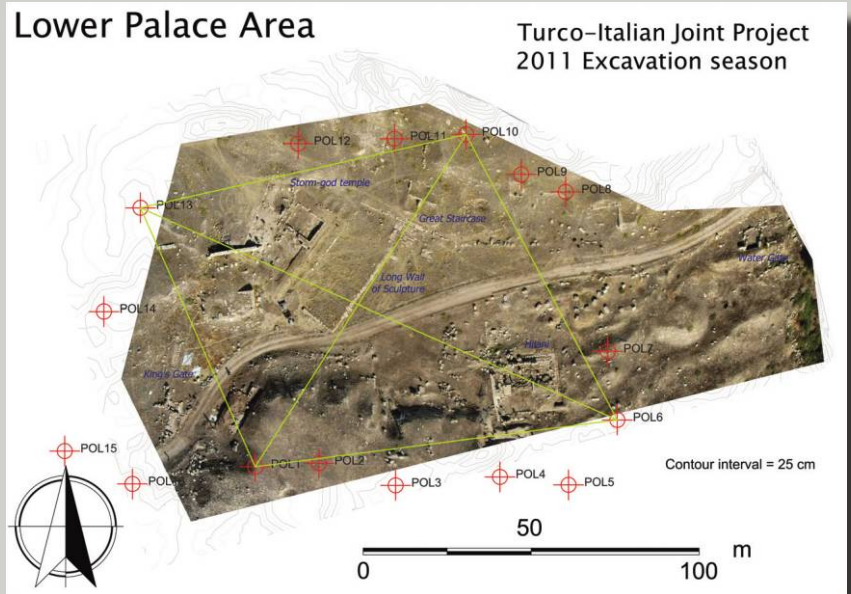 Lower Palace Area
Turco-Italian Joint Project
2011 Excavation season
POL12
POL11
POL10
POL9
POL8
POL13
Storm-god temple
Great Staircase
Water Gate
Long Wall
of Sculpture
POL14
POL7
Hilani
King's Gate
POL6
POL15
POL1
POL2
POL3
POL4
POL5
Contour interval = 25 cm
50
m
0
100